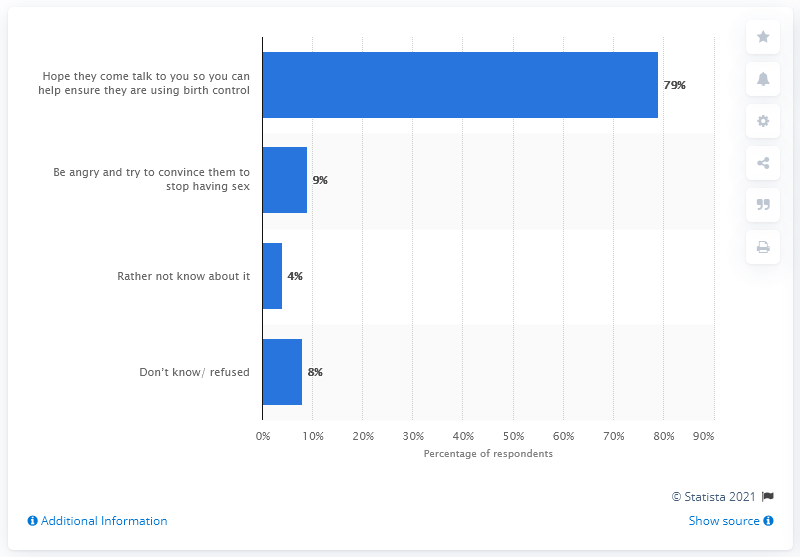 Hope they come talk to you so you can
help ensure they are using birth control
79%
Be angry and try to convince them to
stop having sex
9%
Rather not know about it
4%
Don't know/ refused
8%
0% 10% 20% 30% 40% 50% 60% 70% 80% 90%
Percentage of respondents
© Statista 2021
Additional Information
Show source